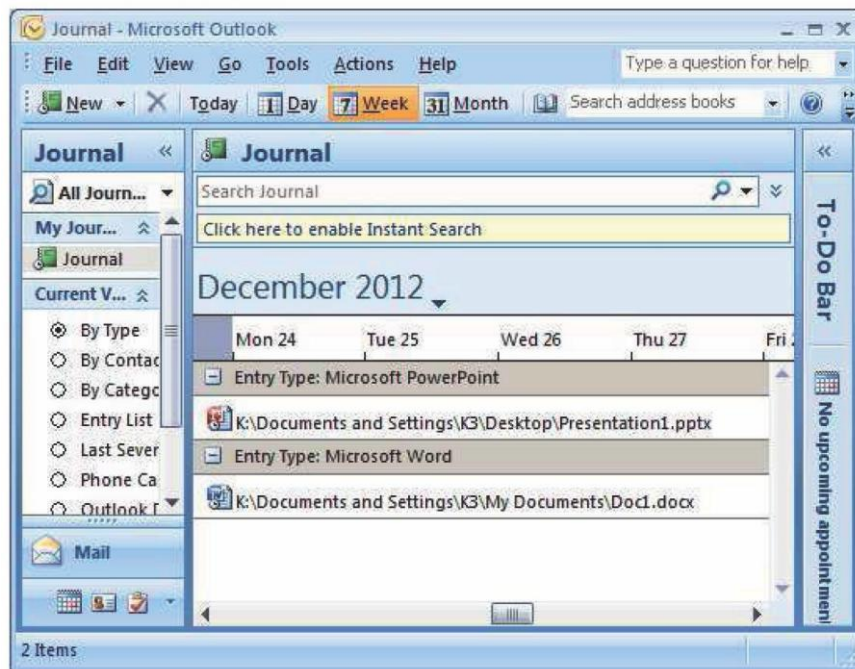 Journal - Microsoft Outlook
File Edit View Go Tools Actions Help Type a question for help
New Today 1 Day 7 Week 31 Month Search address books
Journal
Journal
All Journ...
Search Journal
My Jour...
Click here to enable Instant Search
Journal
Current V...
December 2012
By Type
Mon 24 Tue 25 Wed 26 Thu 27 Fri
By Contac
Entry Type: Microsoft PowerPoint
By Catego
Entry List
K:\Documents and Settings\K3\Desktop\Presentation1.pptx
Last Sever
Entry Type: Microsoft Word
Phone Ca
K:\Documents and Settings\K3\My Documents\Doc1.docx
Outlook
Mail
To-Do Bar
No upcoming appointment
2 Items